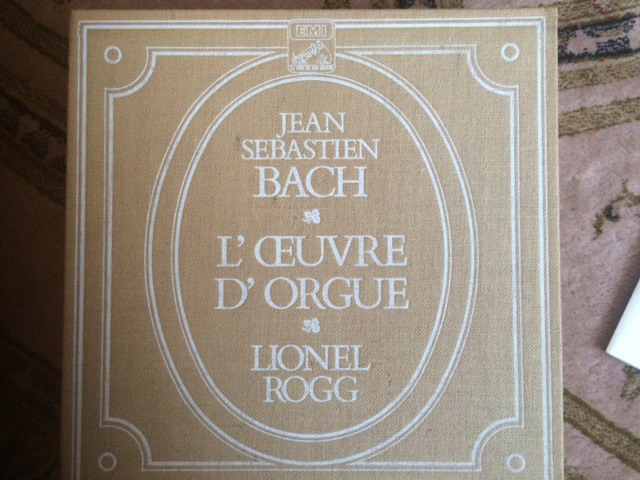 EMI
JEAN
SEBASTIEN
BACH
L'ŒUVRE
D'ORGUE
LIONEL
ROGG